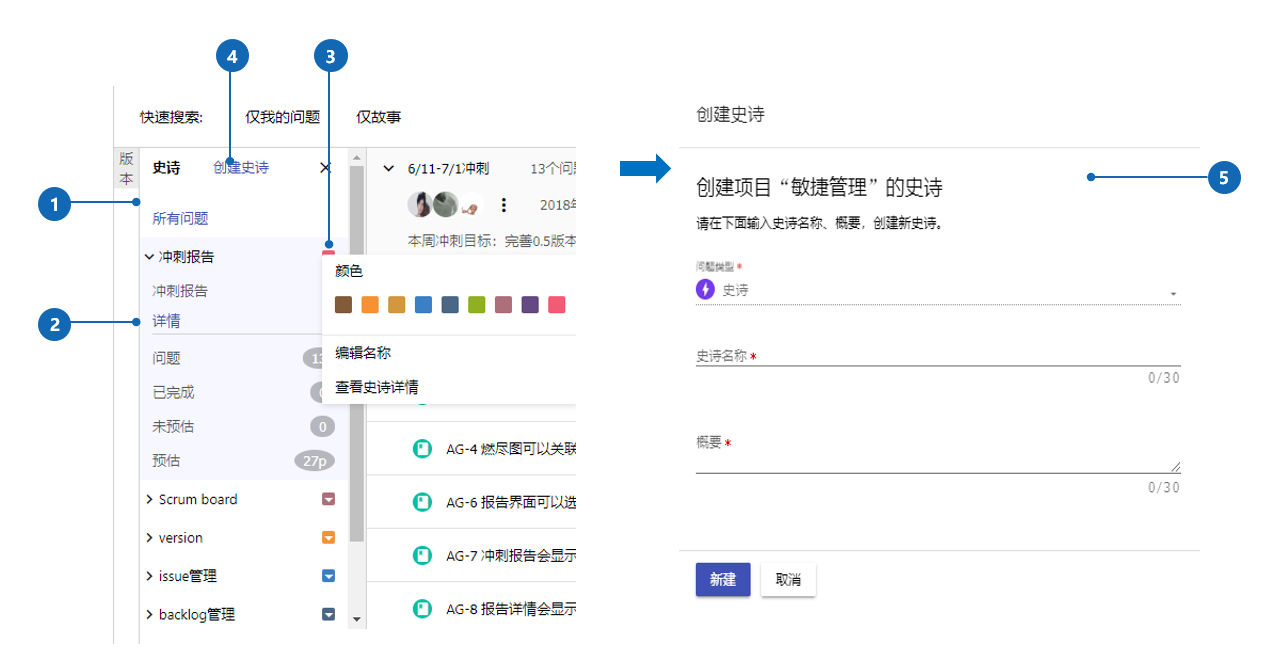 4
3
快速搜索: 仅我的问题 仅故事
版本
史诗 创建史诗
6/11-7/1冲刺 13个问
1
所有问题
2018年
本周冲刺目标: 完善0.5版本
冲刺报告
颜色
冲刺报告
2
详情
编辑名称
问题
查看史诗详情
已完成
未预估 0
预估 27p
AG-4 燃尽图可以关联
Scrum board
AG-6 报告界面可以选
version
AG-7 冲刺报告会显示
issue管理
AG-8 报告详情会显示
backlog管理
创建史诗
5
创建项目“敏捷管理”的史诗
请在下面输入史诗名称、概要，创建新史诗。
问题类型 *
史诗
史诗名称 *
0/30
概要 *
0/30
新建 取消